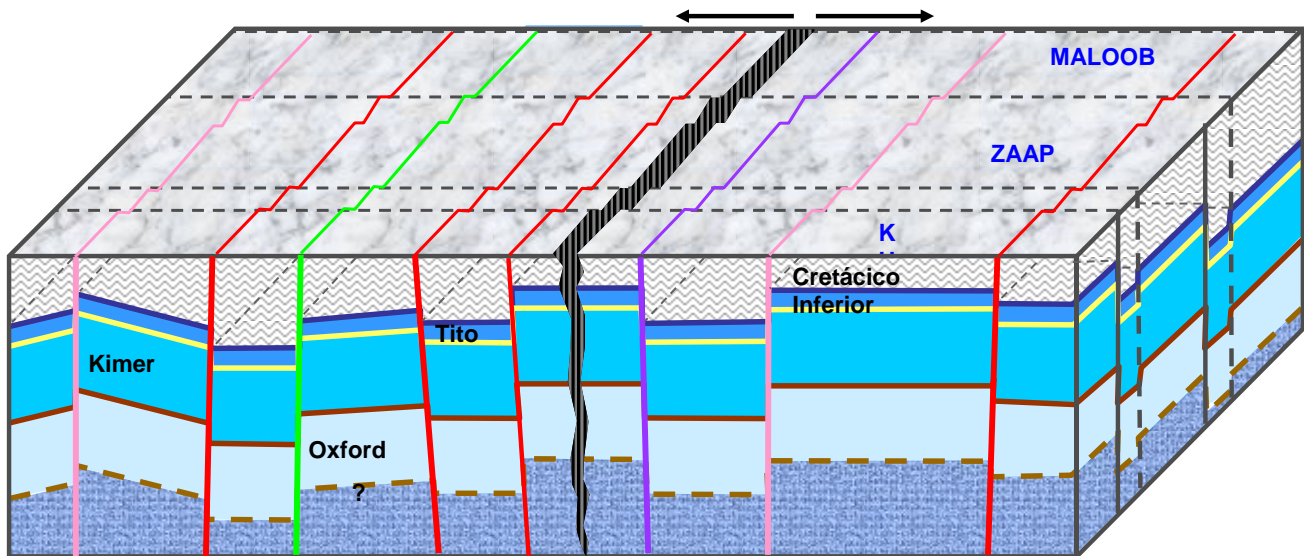 MALOOB
ZAAP
K
Cretácico
Inferior
Tito
Kimer
Oxford
?